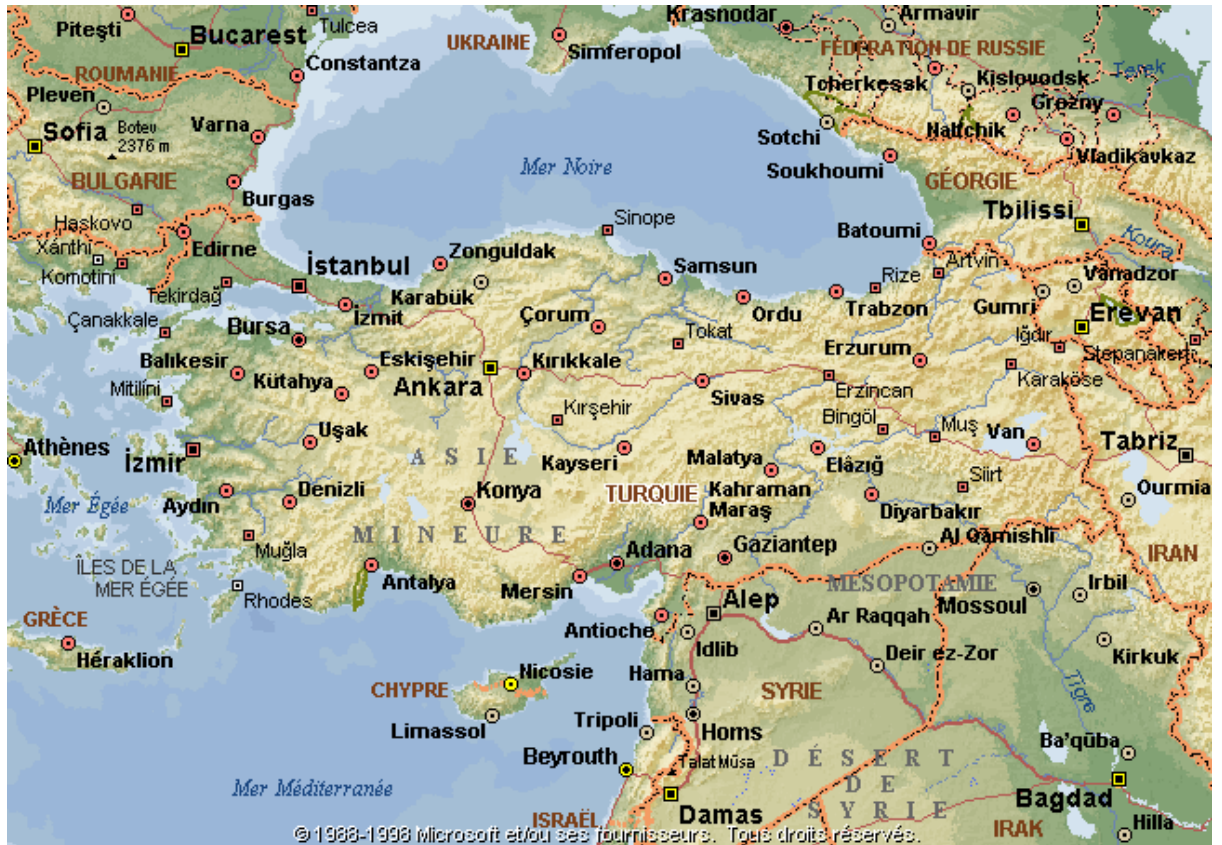 Krasnodar
Armavir
Piteşti
Tulcea
Bucarest
UKRAINE
Simferopol
FÉDÉRATION DE RUSSIE
ROUMANIE
Constantza
Tcherkessk
Kislovodsk
Terek
Pleven
Grozny
Sofia
Botev
2376 m
Varna
Sotchi
Naltchik
Vladikavkaz
Mer Noire
Soukhoumi
BULGARIE
GÉORGIE
Burgas
Haskovo
Sinope
Tbilissi
Xánthi
Edirne
Zonguldak
Batoumi
Koura
Komotini
İstanbul
Samsun
Rize
Artvin
Vanadzor
Tekirdağ
Karabük
Gumri
Çanakkale
Bursa
İzmit
Çorum
Ordu
Trabzon
Erevan
Tokat
Iğdır
Balıkesir
Eskişehir
Kırıkkale
Erzurum
Stepanakert
Mitilíni
Kütahya
Ankara
Sivas
Erzincan
Karaköse
Kırşehir
Bingöl
Muş
Athènes
İzmir
Uşak
ASIE
Kayseri
Malatya
Elâzığ
Van
Tabriz
Siirt
Mer Égée
Aydın
Denizli
Konya
TURQUIE
Kahraman
Maraş
Diyarbakır
Ourmia
MINEURE
Muğla
Adana
Gaziantep
Al Qāmishlī
IRAN
ÎLES DE LA
MER ÉGÉE
Rhodes
Antalya
Mersin
Alep
MÉSOPOTAMIE
Mossoul
Irbil
GRÈCE
Antioche
Ar Raqqah
Héraklion
Idlib
Deir ez-Zor
Kirkuk
Nicosie
Hama
CHYPRE
SYRIE
Tigre
Limassol
Tripoli
Homs
Ba'qūba
Beyrouth
Talat Mūsa
DÉSERT
DE
SYRIE
Mer Méditerranée
Bagdad
ISRAËL
Damas
IRAK
Hilla
© 1988-1998 Microsoft et/ou ses fournisseurs. Tous droits réservés.